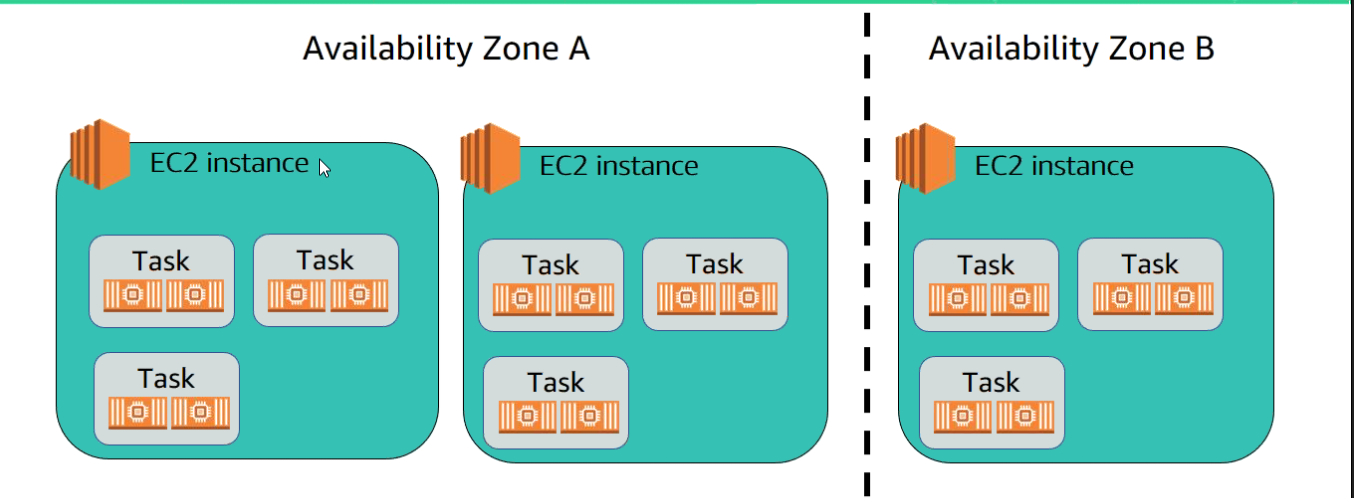 Availability Zone A
Availability Zone B
EC2 instance
Task
Task
Task
EC2 instance
Task
Task
Task
EC2 instance
Task
Task
Task